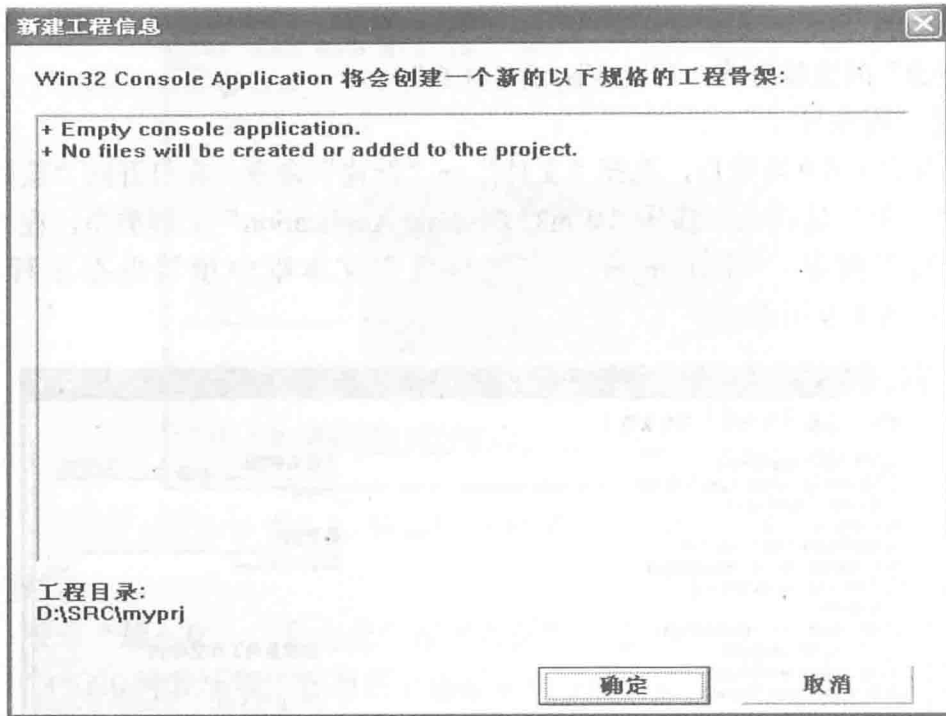 新建工程信息
Win32 Console Application 将会创建一个新的以下规格的工程骨架:
+ Empty console application.
+ No files will be created or added to the project.
工程目录:
D:\SRC\myprj
确定
取消